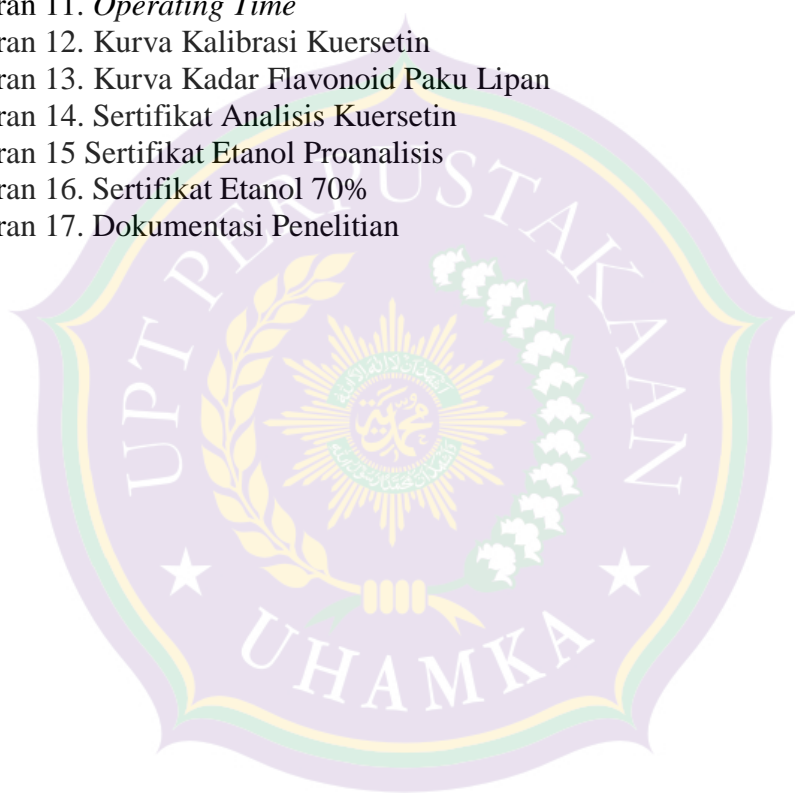 ran 11. Operating Time
ran 12. Kurva Kalibrasi Kuersetin
ran 13. Kurva Kadar Flavonoid Paku Lipan
ran 14. Sertifikat Analisis Kuersetin
ran 15 Sertifikat Etanol Proanalisis
ran 16. Sertifikat Etanol 70%
ran 17. Dokumentasi Penelitian
UPT PERPUSTAKAAN
محمدية
UHAMKA